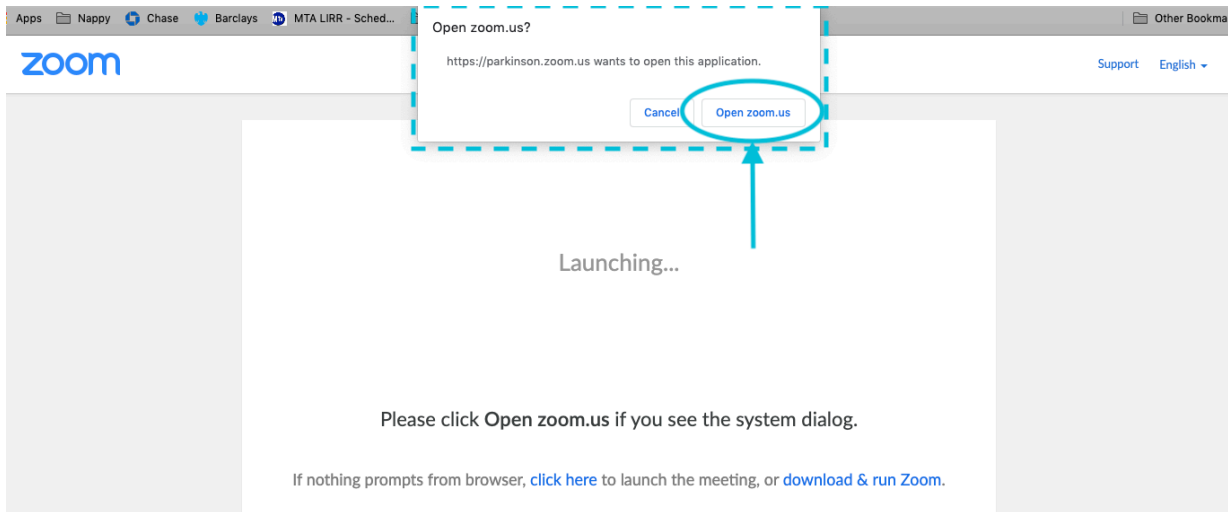 Apps Nappy Chase Barclays MTA LIRR - Sched... Other Bookma
Open zoom.us?
https://parkinson.zoom.us wants to open this application.
Cancel Open zoom.us
zoom Support English
Launching...
Please click Open zoom.us if you see the system dialog.
If nothing prompts from browser, click here to launch the meeting, or download & run Zoom.